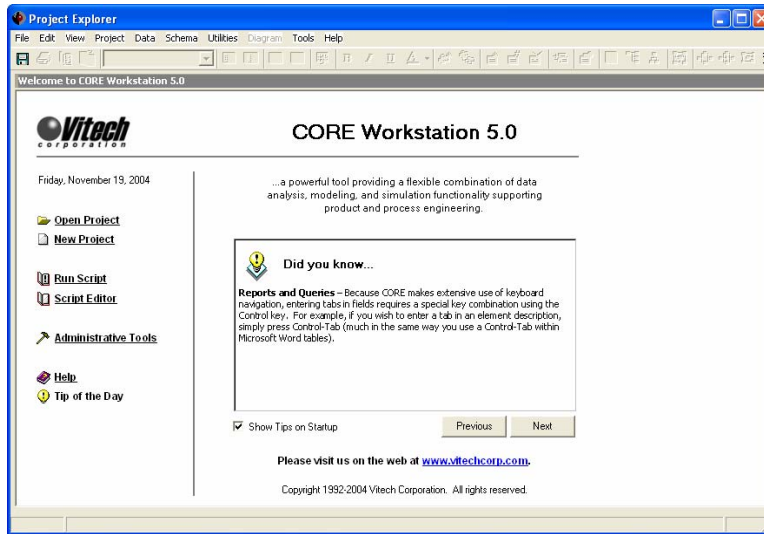 Project Explorer
File Edit View Project Data Schema Utilities Diagram Tools Help
Welcome to CORE Workstation 5.0
Vitech
corporation
CORE Workstation 5.0
Friday, November 19, 2004
...a powerful tool providing a flexible combination of data
analysis, modeling, and simulation functionality supporting
product and process engineering.
Open Project
New Project
Run Script
Script Editor
Administrative Tools
Help
Tip of the Day
Did you know...
Reports and Queries – Because CORE makes extensive use of keyboard
navigation, entering tabs in fields requires a special key combination using the
Control key. For example, if you wish to enter a tab in an element description,
simply press Control-Tab (much in the same way you use a Control-Tab within
Microsoft Word tables).
Show Tips on Startup
Previous
Next
Please visit us on the web at www.vitechcorp.com.
Copyright 1992-2004 Vitech Corporation. All rights reserved.